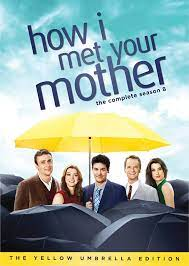 how i
met your
mother
the complete season 8
THE YELLOW UMBRELLA EDITION